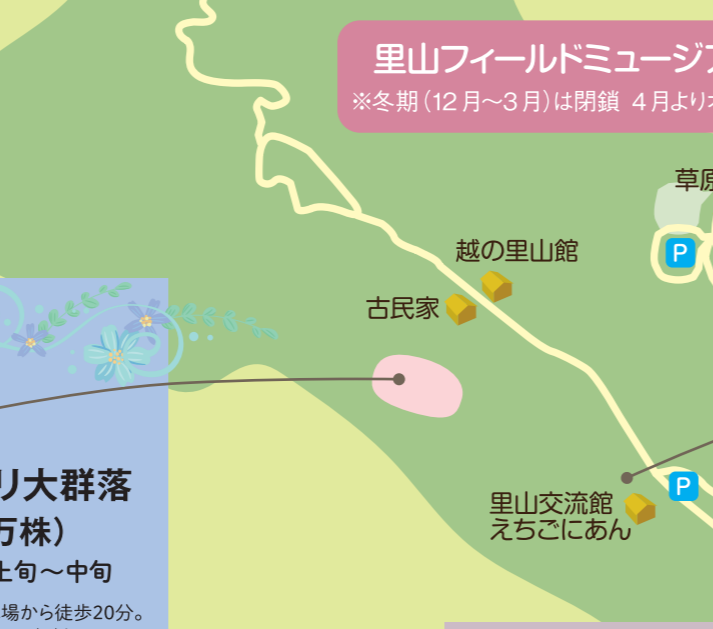 里山フィールドミュージア
※冬期(12月〜3月)は閉鎖 4月より
草原
P
越の里山館
古民家
リ大群落
万株)
上旬〜中旬
場から徒歩20分。
P
里山交流館
えちごにあん